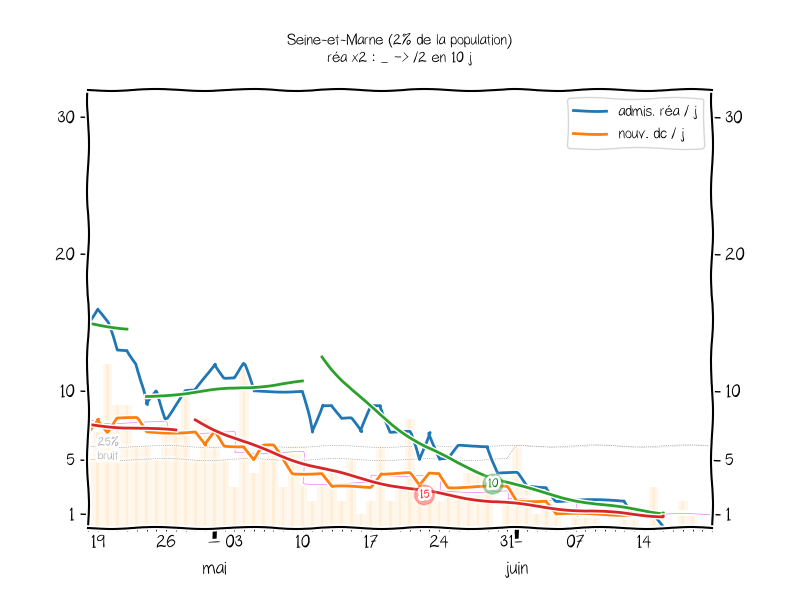 Seine-et-Marne (2% de la population)
réa x2 : _ -> /2 en 10 j
admis. réa / j
nouv. dc / j
30
30
20
20
10
10
5
5
1
1
25%
bruit
15
10
19 26 03 10 17 24 31 07 14
mai juin